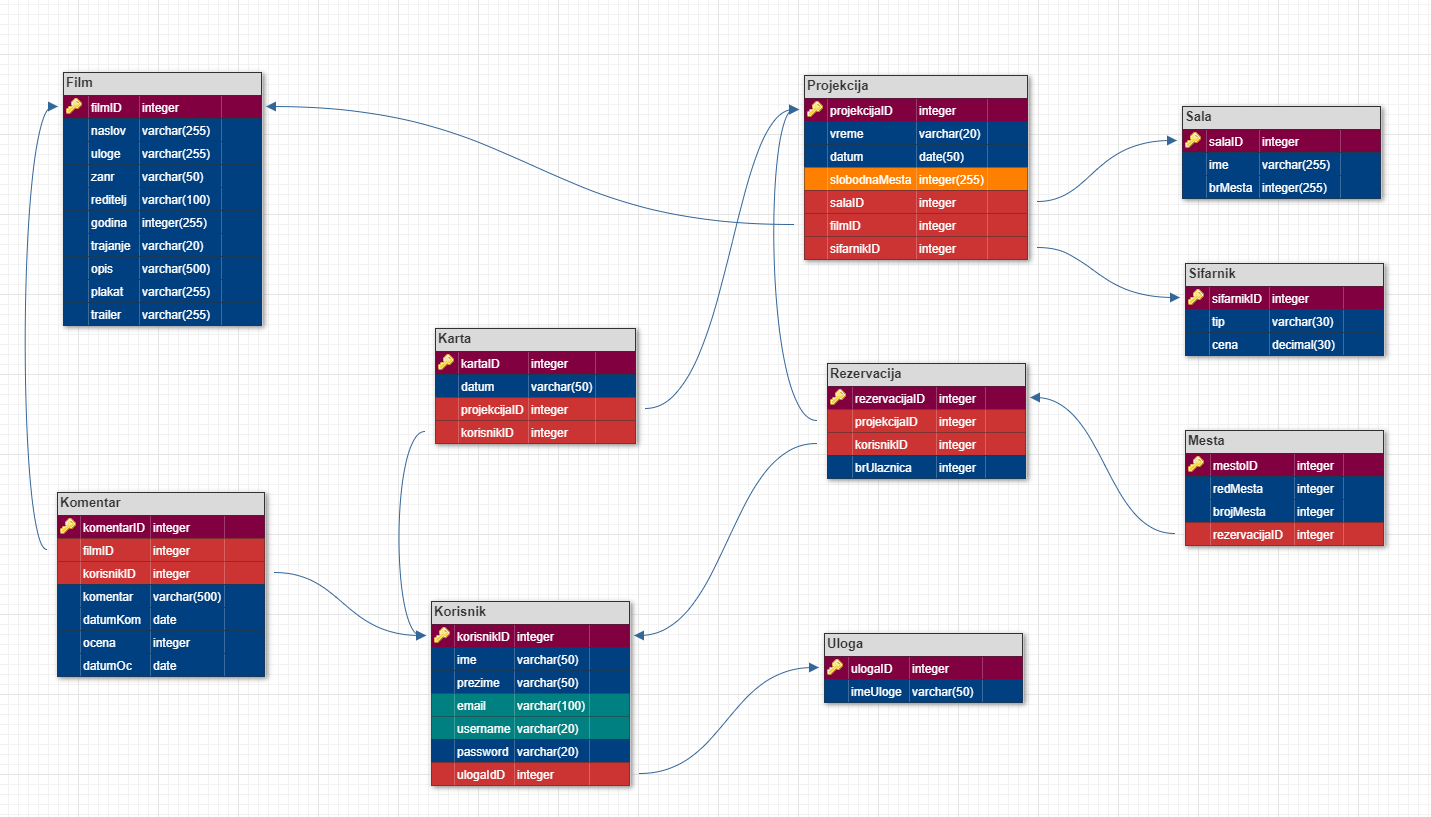 Film
filmID integer
naslov varchar(255)
uloge varchar(255)
zanr varchar(50)
reditelj varchar(100)
godina integer(255)
trajanje varchar(20)
opis varchar(500)
plakat varchar(255)
trailer varchar(255)
Projekcija
projekcijaID integer
vreme varchar(20)
datum date(50)
slobodnaMesta integer(255)
salaID integer
filmID integer
sifarnikID integer
Sala
salaID integer
ime varchar(255)
brMesta integer(255)
Sifarnik
sifarnikID integer
tip varchar(30)
cena decimal(30)
Karta
kartaID integer
datum varchar(50)
projekcijaID integer
korisnikID integer
Rezervacija
rezervacijaID integer
projekcijaID integer
korisnikID integer
brUlaznica integer
Mesta
mestoID integer
redMesta integer
brojMesta integer
rezervacijaID integer
Komentar
komentarID integer
filmID integer
korisnikID integer
komentar varchar(500)
datumKom date
ocena integer
datumOc date
Korisnik
korisnikID integer
ime varchar(50)
prezime varchar(50)
email varchar(100)
username varchar(20)
password varchar(20)
ulogaIdD integer
Uloga
ulogaID integer
imeUloge varchar(50)